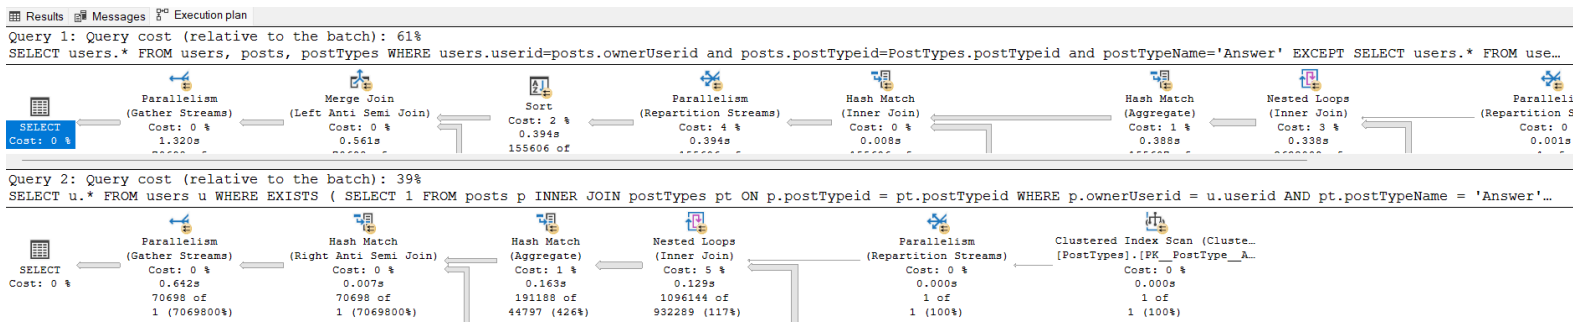 Results Messages Execution plan
Query 1: Query cost (relative to the batch): 61%
SELECT users.* FROM users, posts, postTypes WHERE users.userid=posts.ownerUserid and posts.postTypeid=PostTypes.postTypeid and postTypeName='Answer' EXCEPT SELECT users.* FROM use…
SELECT
Cost: 0 %
Parallelism
(Gather Streams)
Cost: 0 %
1.320s
Merge Join
(Left Anti Semi Join)
Cost: 0 %
0.561s
Sort
Cost: 2 %
0.394s
155606 of
Parallelism
(Repartition Streams)
Cost: 4 %
0.394s
Hash Match
(Inner Join)
Cost: 0 %
0.008s
Hash Match
(Aggregate)
Cost: 1 %
0.388s
Nested Loops
(Inner Join)
Cost: 3 %
0.338s
Paralleli
(Repartition S
Cost: 0
0.001s
Query 2: Query cost (relative to the batch): 39%
SELECT u.* FROM users u WHERE EXISTS ( SELECT 1 FROM posts p INNER JOIN postTypes pt ON p.postTypeid = pt.postTypeid WHERE p.ownerUserid = u.userid AND pt.postTypeName = 'Answer'…
SELECT
Cost: 0 %
Parallelism
(Gather Streams)
Cost: 0 %
0.642s
70698 of
1 (7069800%)
Hash Match
(Right Anti Semi Join)
Cost: 0 %
0.007s
70698 of
1 (7069800%)
Hash Match
(Aggregate)
Cost: 1 %
0.163s
191188 of
44797 (426%)
Nested Loops
(Inner Join)
Cost: 5 %
0.129s
1096144 of
932289 (117%)
Parallelism
(Repartition Streams)
Cost: 0 %
0.000s
1 of
1 (100%)
Clustered Index Scan (Cluste…
[PostTypes].[PK__PostType__A…
Cost: 0 %
0.000s
1 of
1 (100%)